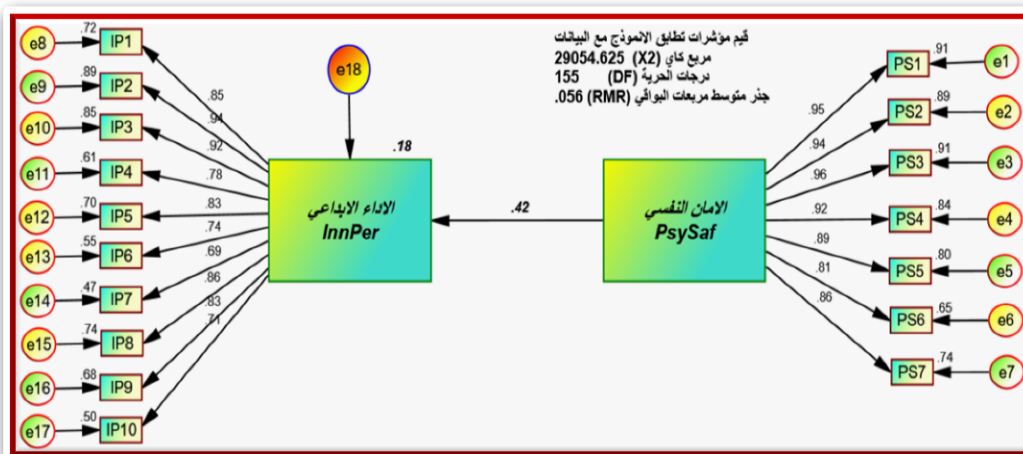 قيم مؤشرات تطابق الانموذج مع البيانات
مربع كاي (X2) 29054.625
درجات الحرية (DF) 155
جذر متوسط مربعات البواقي (RMR) .056
e18
.18
الاداء الابداعي
InnPer
.42
الامان النفسي
PsySaf
e8 .72 IP1 .85
e9 .89 IP2 .94
e10 .85 IP3 .92
e11 .61 IP4 .78
e12 .70 IP5 .83
e13 .55 IP6 .74
e14 .47 IP7 .69
e15 .74 IP8 .86
e16 .68 IP9 .83
e17 .50 IP10 .71
.95 PS1 .91 e1
.94 PS2 .89 e2
.96 PS3 .91 e3
.92 PS4 .84 e4
.89 PS5 .80 e5
.81 PS6 .65 e6
.86 PS7 .74 e7